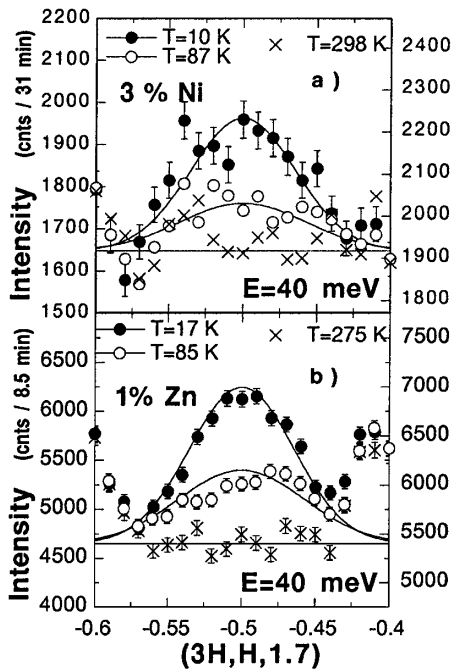 2200
2100
2000
1900
1800
1700
1600
1500
2400
2300
2200
2100
2000
1900
1800
T=10 K
T=87 K
T=298 K
3 % Ni
a )
E=40 meV
Intensity (cnts / 31 min)
T=17 K
T=85 K
T=275 K
1% Zn
b )
E=40 meV
Intensity (cnts / 8.5 min)
6500
6000
5500
5000
4500
4000
7500
7000
6500
6000
5500
5000
-0.6
-0.55
-0.5
-0.45
-0.4
(3H,H,1.7)